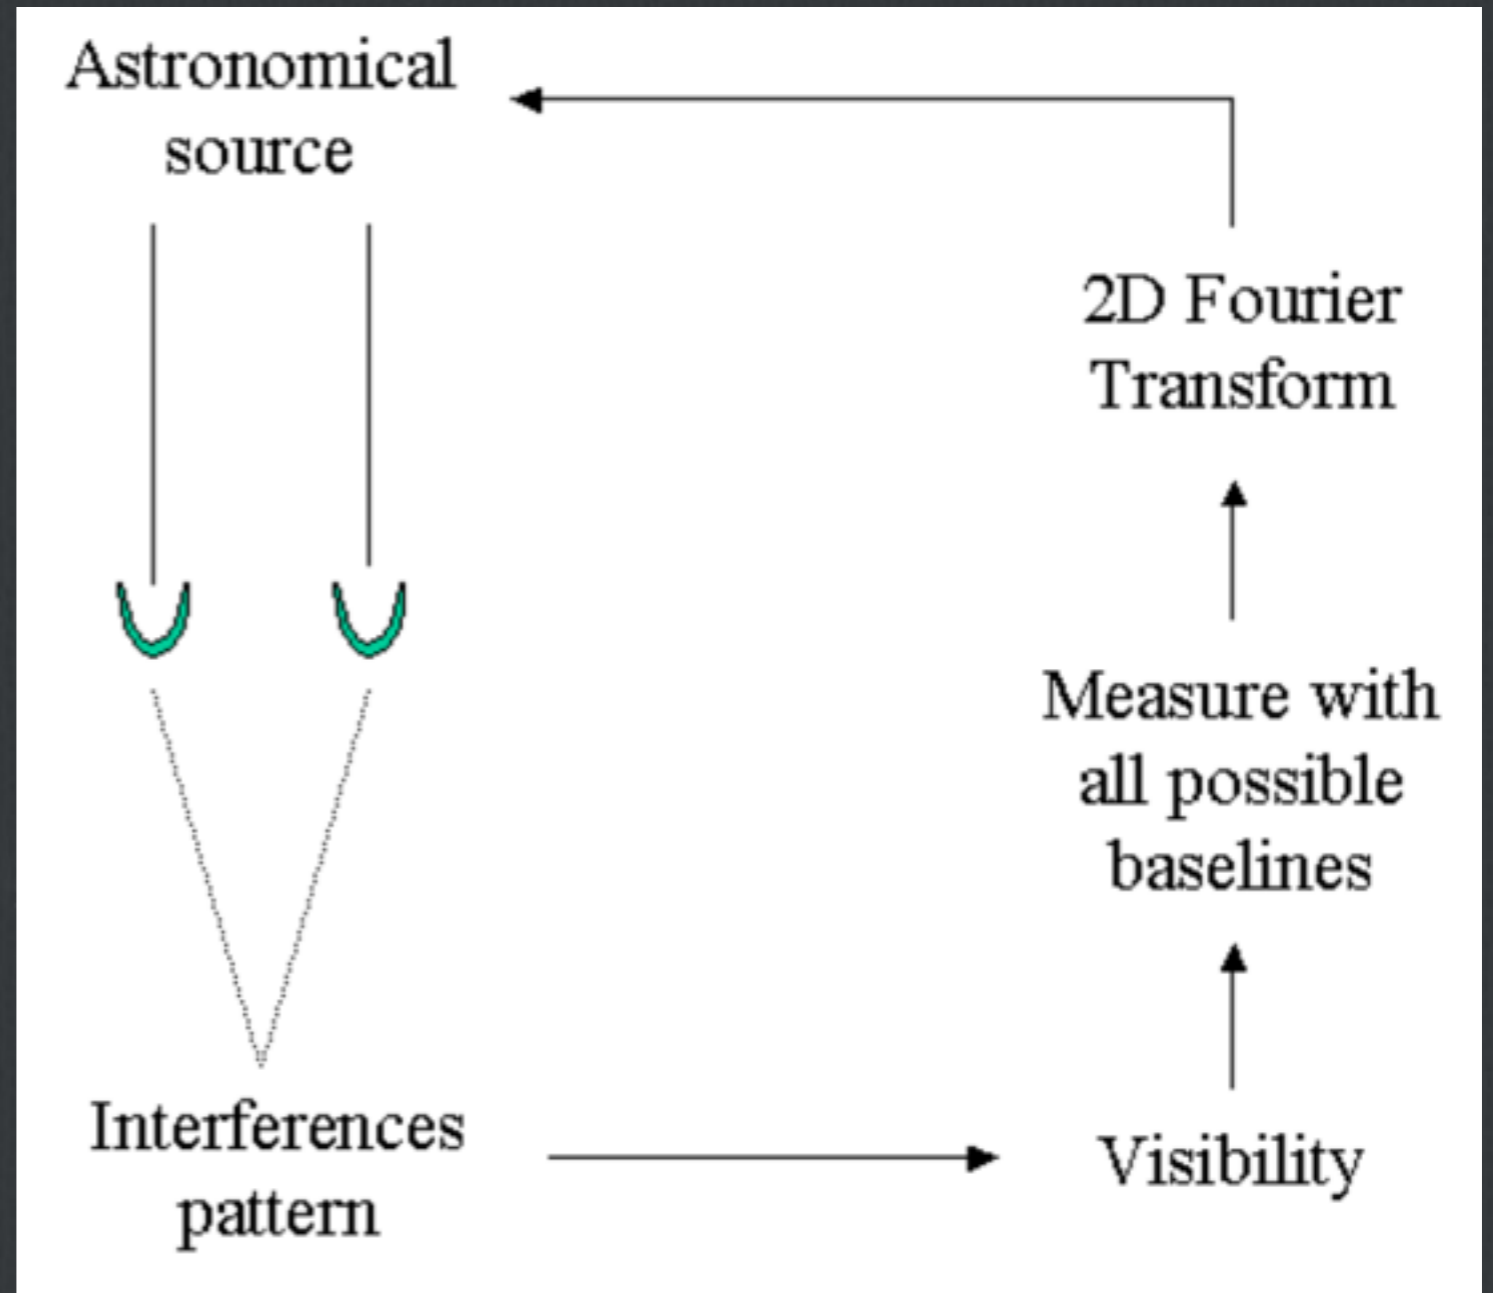 Astronomical
source
Interferences
pattern
Visibility
Measure with
all possible
baselines
2D Fourier
Transform